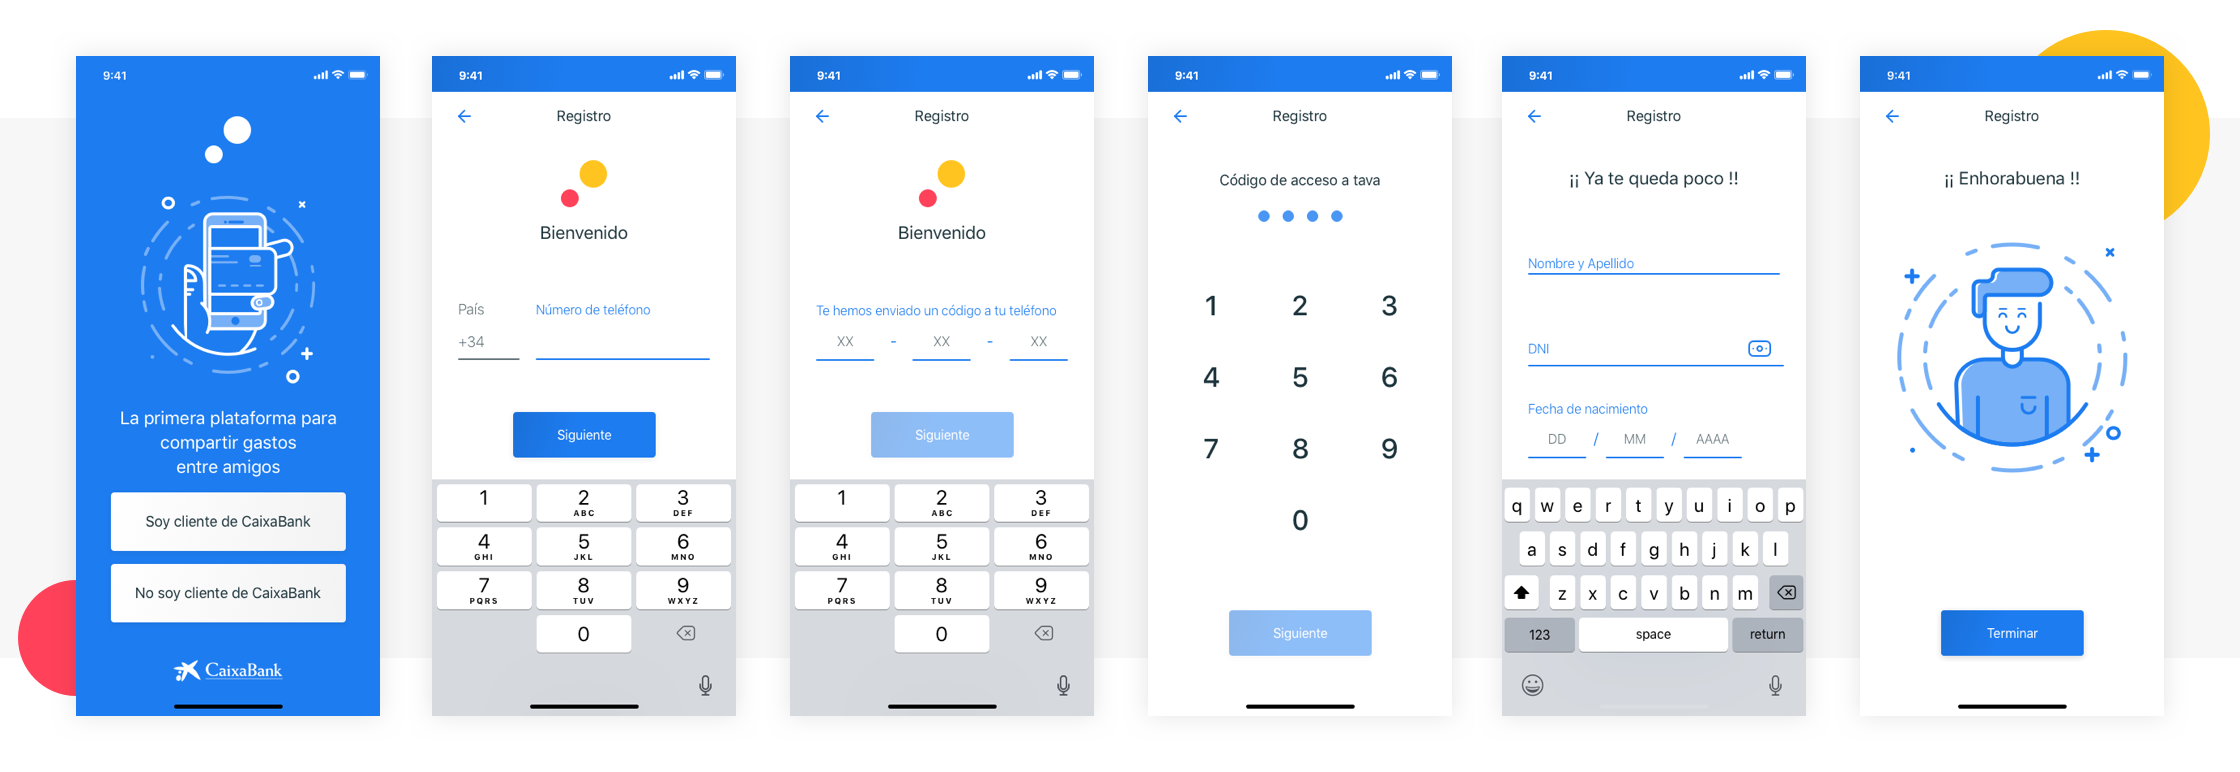 9:41
La primera plataforma para
compartir gastos
entre amigos
Soy cliente de CaixaBank
No soy cliente de CaixaBank
CaixaBank
9:41
Registro
Bienvenido
País
Número de teléfono
+34
Siguiente
1 2 3
ABC DEF
4 5 6
GHI JKL MNO
7 8 9
PQRS TUV WXYZ
0
9:41
Registro
Bienvenido
Te hemos enviado un código a tu teléfono
XX - XX - XX
Siguiente
1 2 3
ABC DEF
4 5 6
GHI JKL MNO
7 8 9
PQRS TUV WXYZ
0
9:41
Registro
Código de acceso a tava
1 2 3
4 5 6
7 8 9
0
Siguiente
9:41
Registro
¡¡ Ya te queda poco !!
Nombre y Apellido
DNI
Fecha de nacimiento
DD / MM / AAAA
q w e r t y u i o p
a s d f g h j k l
z x c v b n m
123 space return
9:41
Registro
¡¡ Enhorabuena !!
Terminar